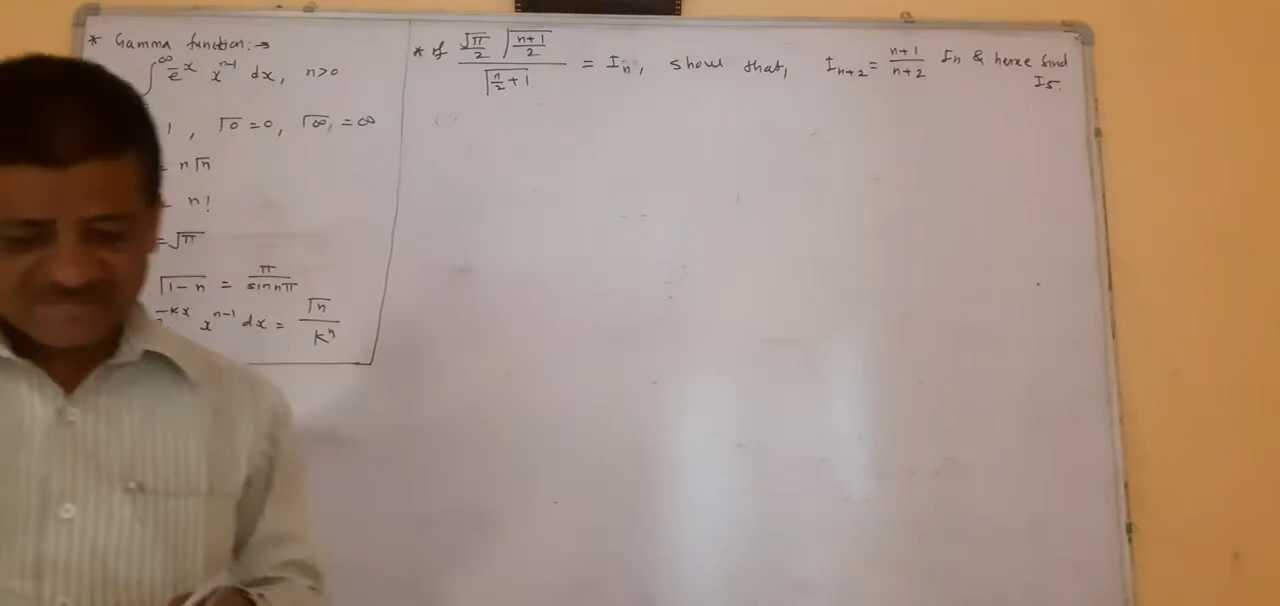 * Gamma function :→
∫ ∞ e^-x x^n-1 dx, n>0
1 , Γ0 = 0, Γ∞ = ∞
= n Γn
= n!
= √π
Γ1-n = π / sin nπ
-kx x^n-1 dx = Γn / k^n
* If √π/2 Γ(n+1/2) / Γ(n/2 + 1) = In, show that, In+2 = n+1/n+2 In & hence find
I5.